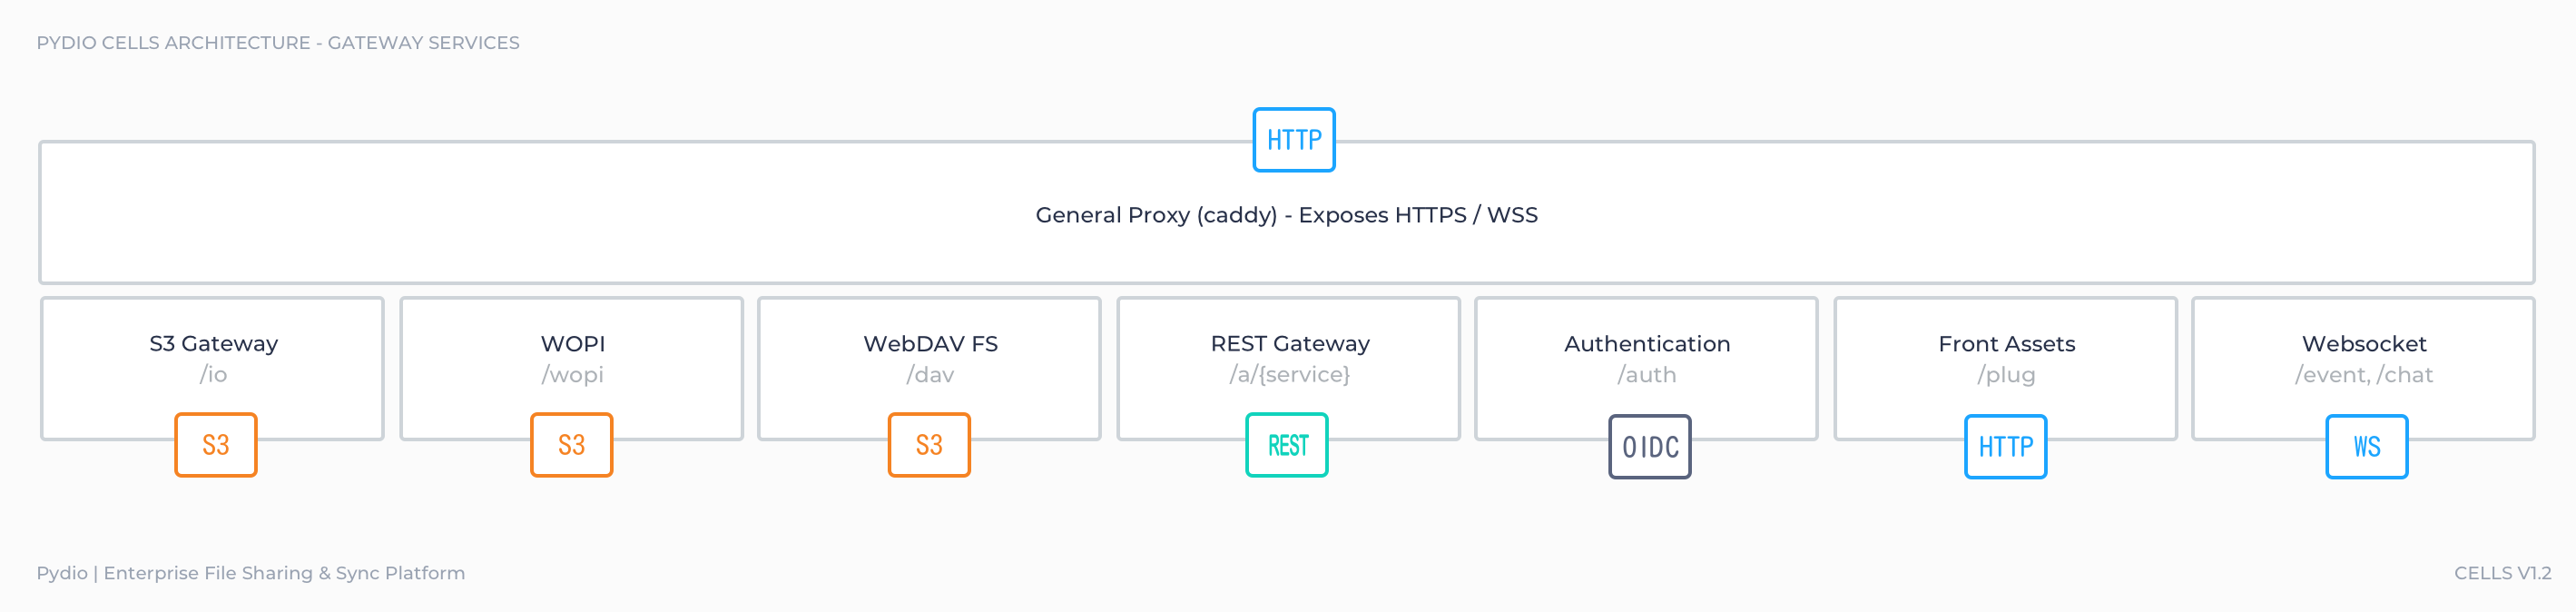 PYDIO CELLS ARCHITECTURE - GATEWAY SERVICES
HTTP
General Proxy (caddy) - Exposes HTTPS / WSS
S3 Gateway
/io
S3
WOPI
/wopi
S3
WebDAV FS
/dav
S3
REST Gateway
/a/{service}
REST
Authentication
/auth
OIDC
Front Assets
/plug
HTTP
Websocket
/event, /chat
WS
Pydio | Enterprise File Sharing & Sync Platform
CELLS V1.2